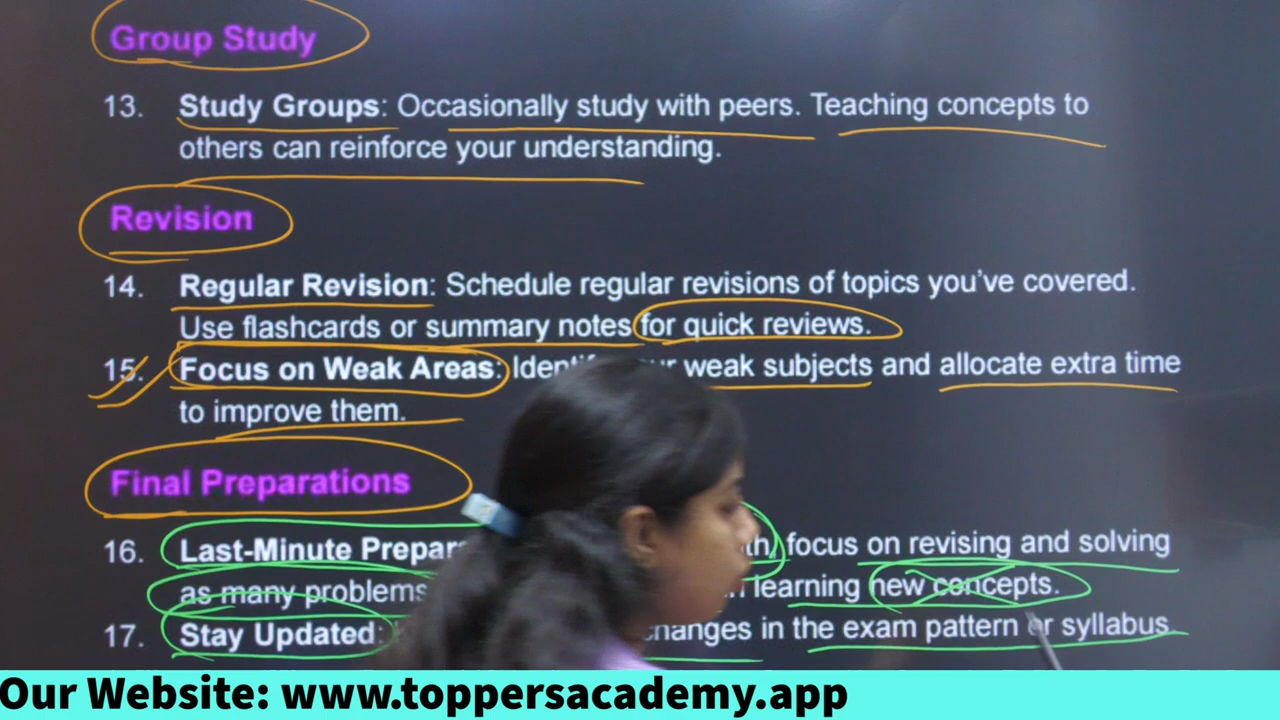 Group Study
13. Study Groups: Occasionally study with peers. Teaching concepts to
others can reinforce your understanding.
Revision
14. Regular Revision: Schedule regular revisions of topics you've covered.
Use flashcards or summary notes for quick reviews.
15. Focus on Weak Areas: weak subjects and allocate extra time
to improve them.
Final Preparations
16. Last-Minute focus on revising and solving
as many problems learning new concepts.
17. Stay Updated: changes in the exam pattern or syllabus.
Our Website: www.toppersacademy.app